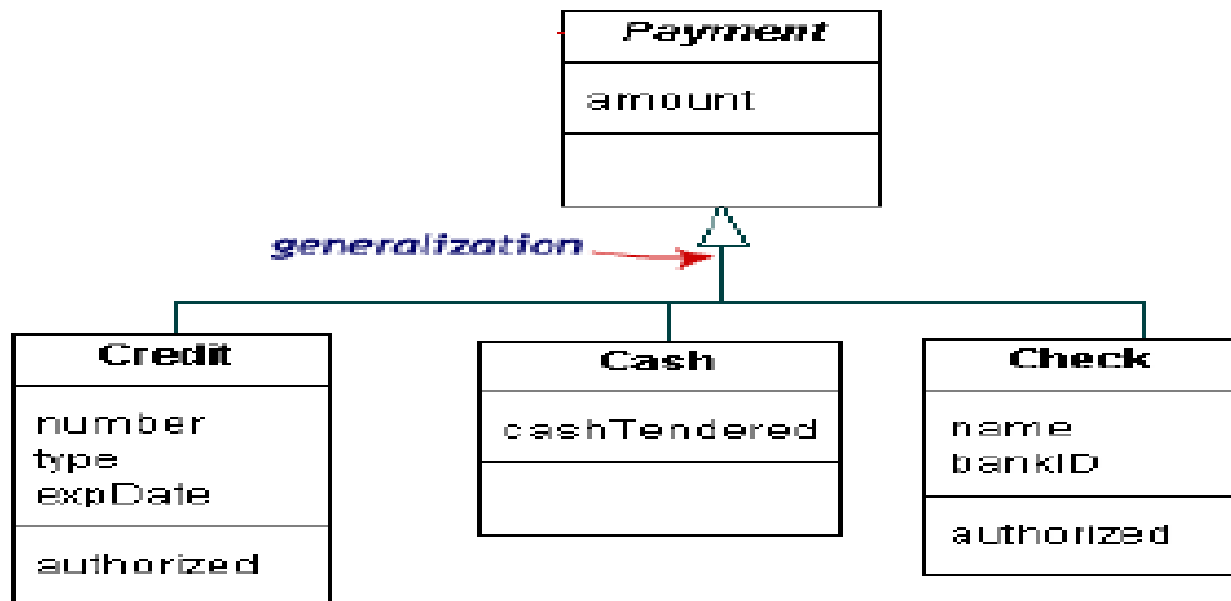 Payment
amount
generalization
Credit
number
type
expDate
authorized
Cash
cashTendered
Check
name
bankID
authorized